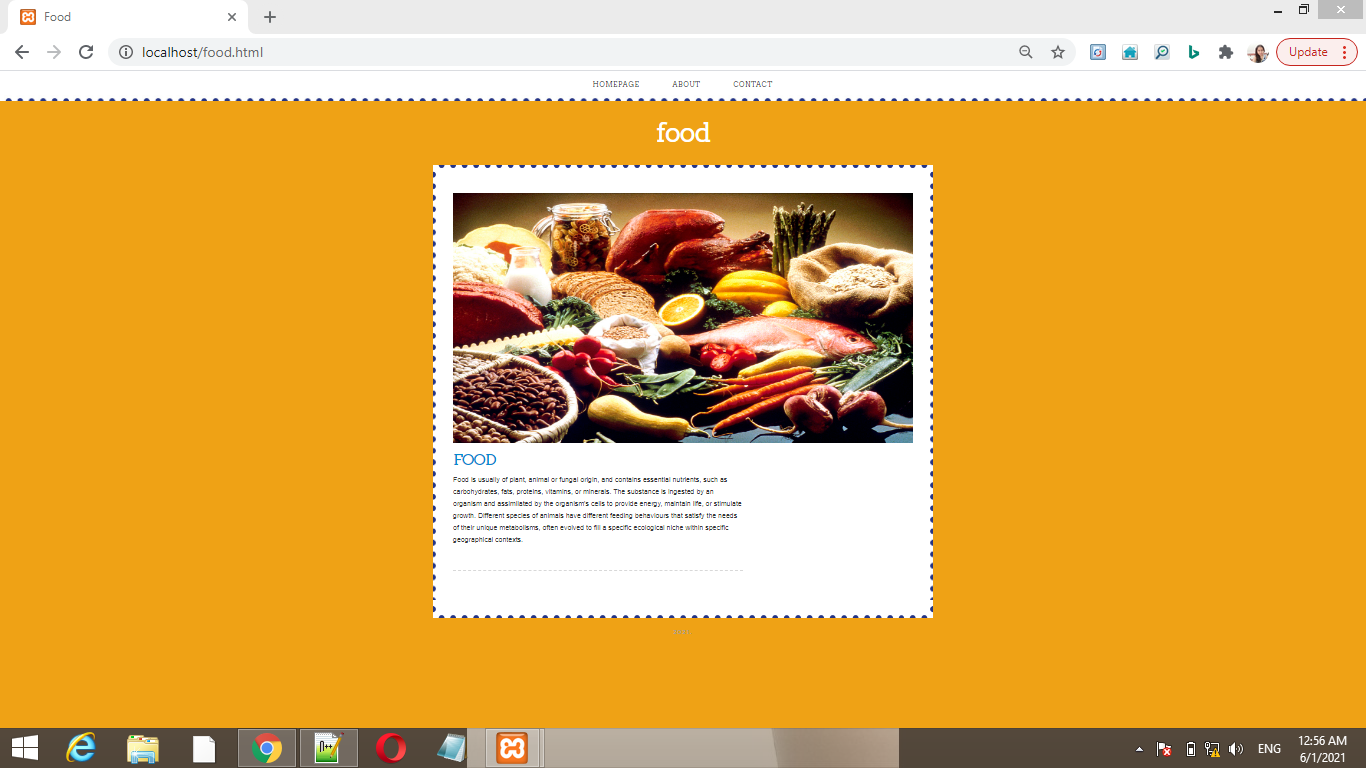 Food
localhost/food.html
Update
HOMEPAGE ABOUT CONTACT
food
FOOD
Food is usually of plant, animal or fungal origin, and contains essential nutrients, such as
carbohydrates, fats, proteins, vitamins, or minerals. The substance is ingested by an
organism and assimilated by the organism's cells to provide energy, maintain life, or stimulate
growth. Different species of animals have different feeding behaviours that satisfy the needs
of their unique metabolisms, often evolved to fill a specific ecological niche within specific
geographical contexts.
ENG
12:56 AM
6/1/2021